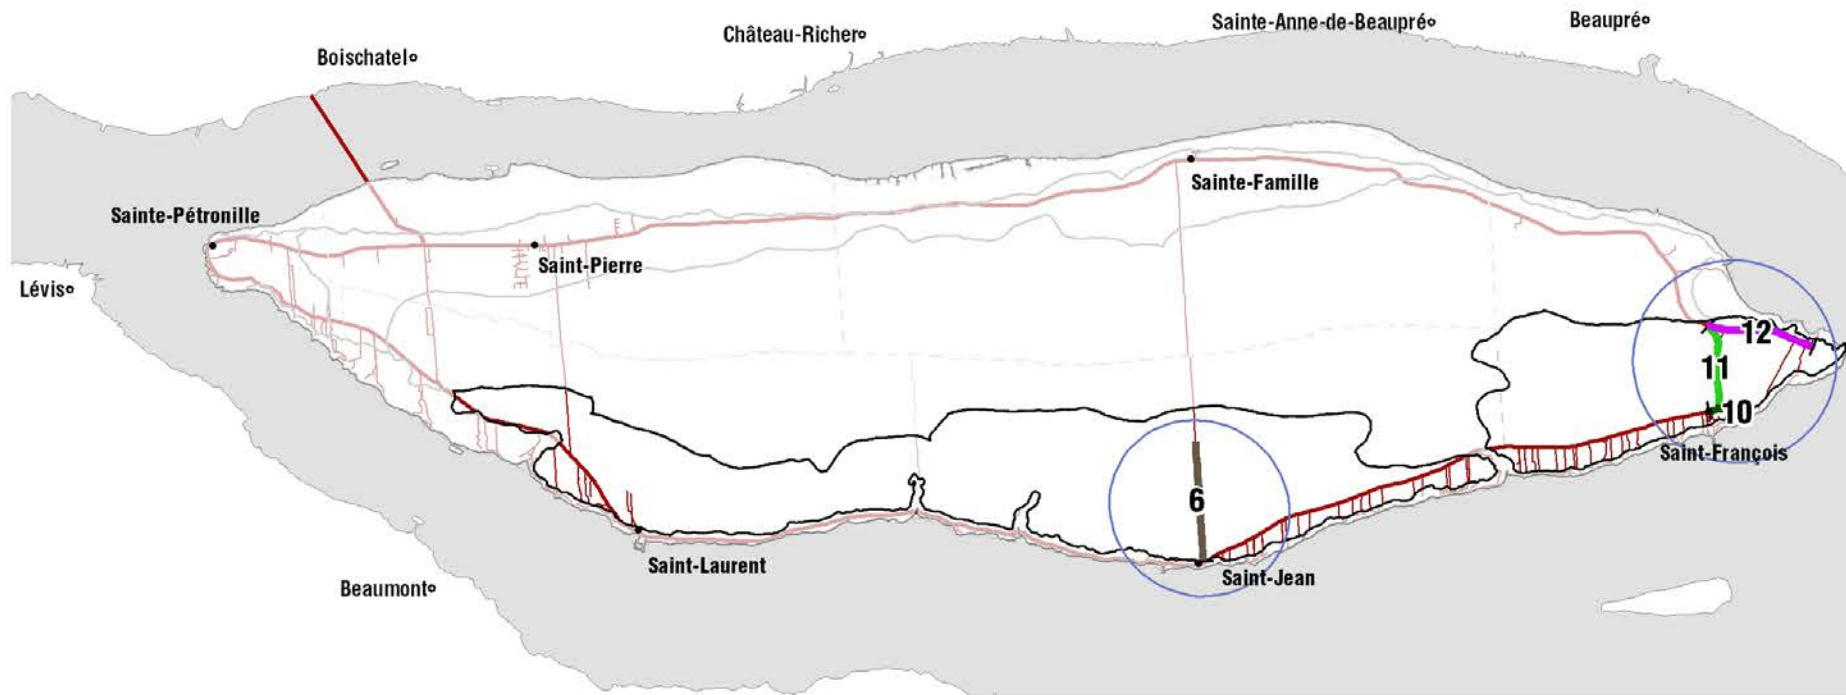 Sainte-Anne-de-Beaupré
Beaupré
Château-Richer
Boischatel
Sainte-Famille
Sainte-Pétronille
Saint-Pierre
Lévis
12
11
10
Saint-François
6
Saint-Laurent
Saint-Jean
Beaumont